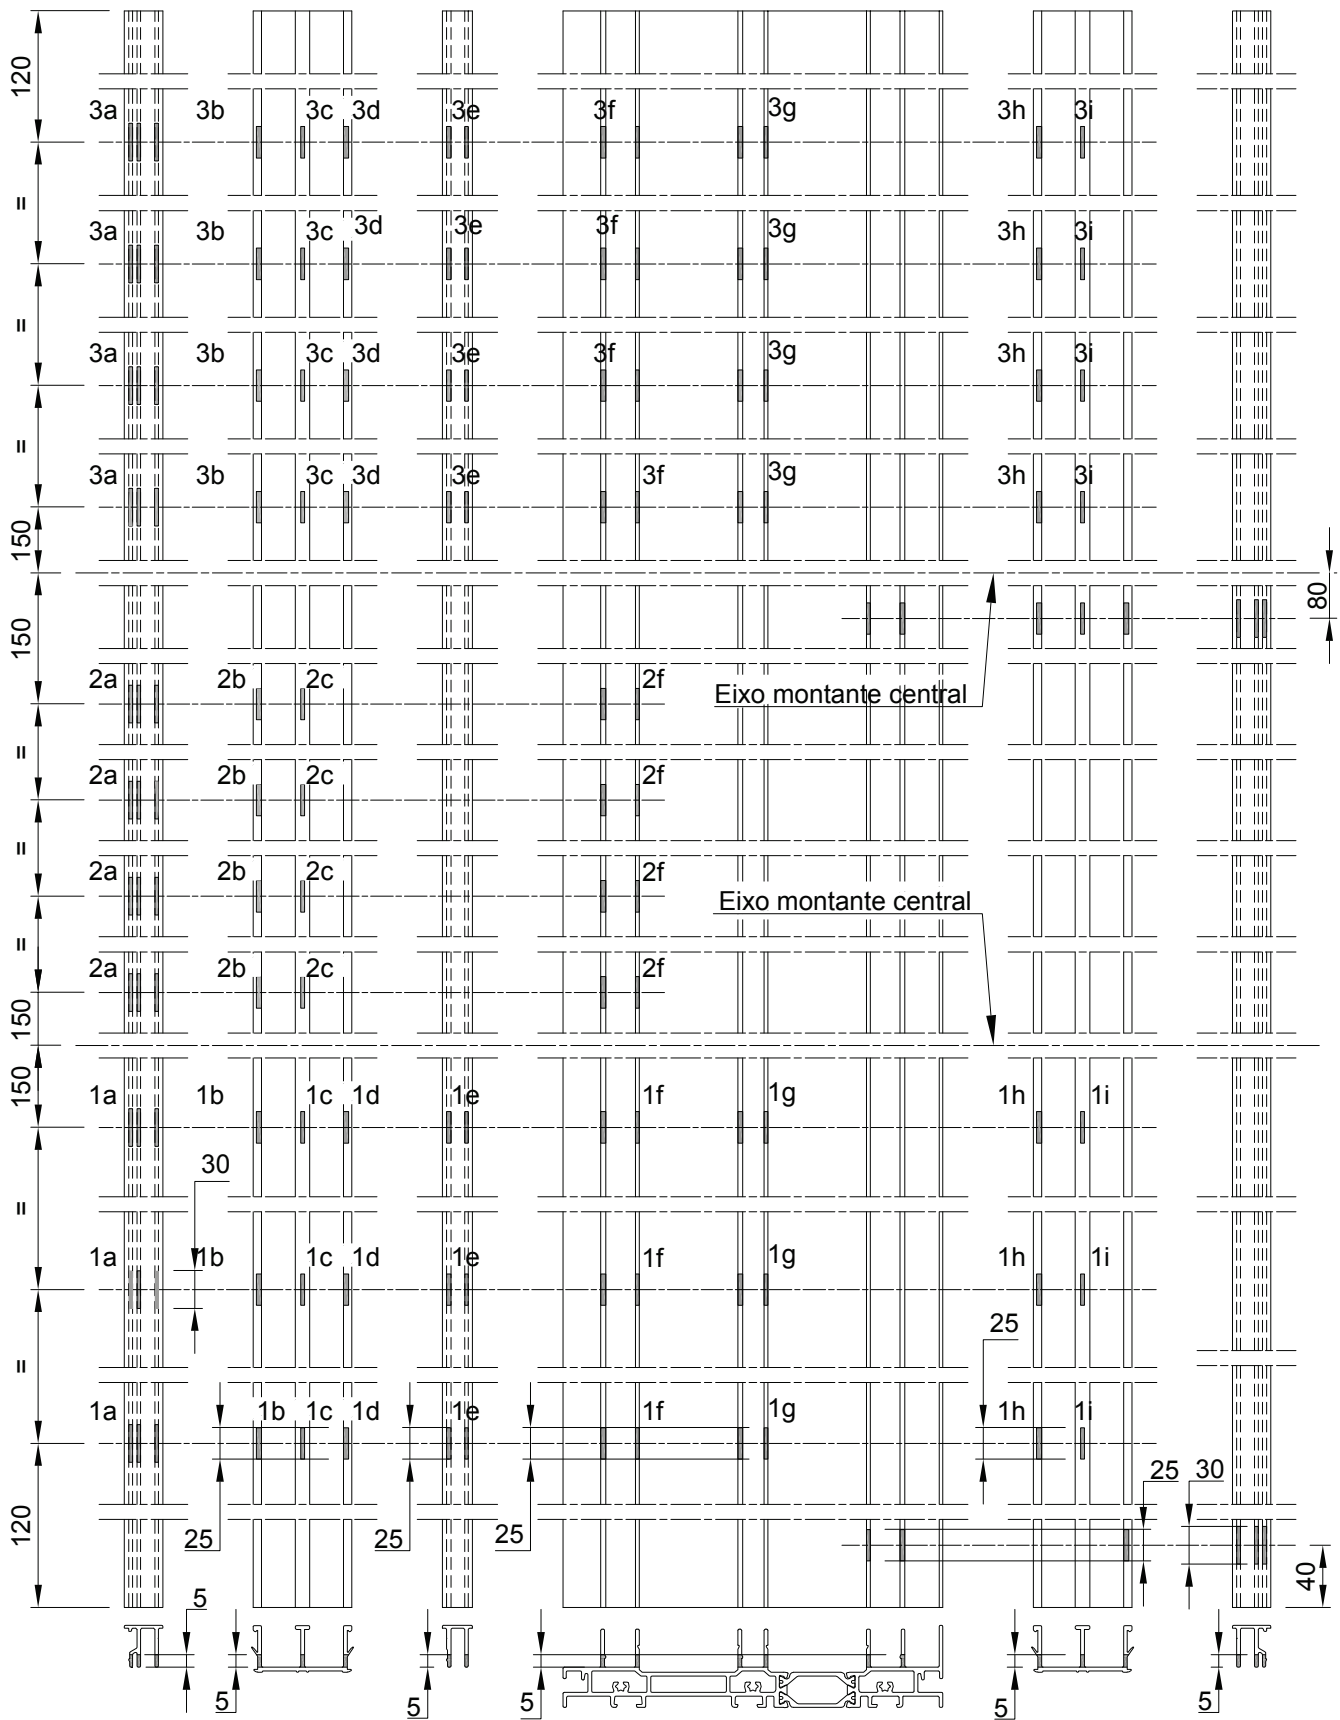 120
3a 3b 3c 3d 3e 3f 3g 3h 3i
=
3a 3b 3c 3d 3e 3f 3g 3h 3i
=
3a 3b 3c 3d 3e 3f 3g 3h 3i
=
3a 3b 3c 3d 3e 3f 3g 3h 3i
150
80
150
2a 2b 2c 2f
Eixo montante central
=
2a 2b 2c 2f
=
2a 2b 2c 2f
Eixo montante central
=
2a 2b 2c 2f
150
150
1a 1b 1c 1d 1e 1f 1g 1h 1i
30
=
1a 1b 1c 1d 1e 1f 1g 1h 1i
25
=
1a 1b 1c 1d 1e 1f 1g 1h 1i
25 30
120
25 25 25
40
5
5 5 5 5 5